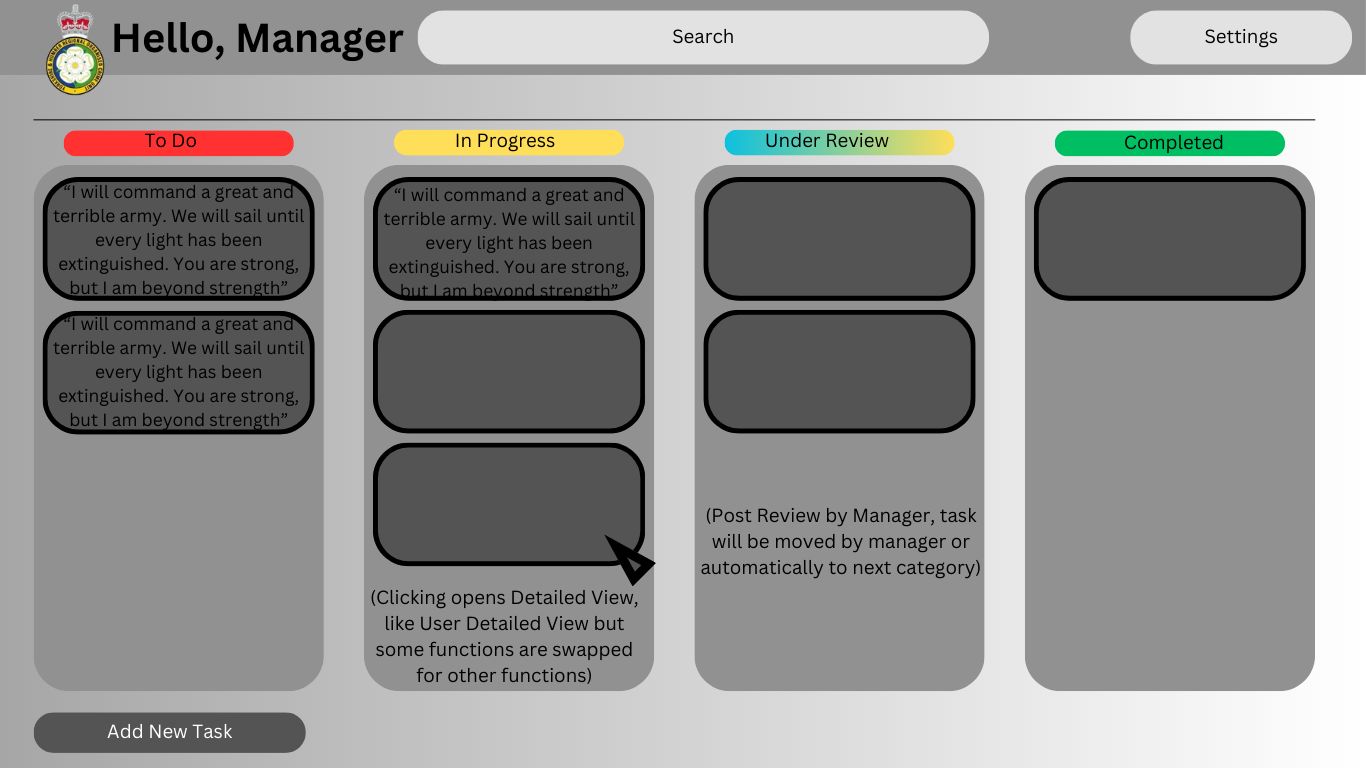 Hello, Manager
Search
Settings
To Do
In Progress
Under Review
Completed
“I will command a great and
terrible army. We will sail until
every light has been
extinguished. You are strong,
but I am beyond strength”
“I will command a great and
terrible army. We will sail until
every light has been
extinguished. You are strong,
but I am beyond strength”
“I will command a great and
terrible army. We will sail until
every light has been
extinguished. You are strong,
but I am beyond strength”
(Clicking opens Detailed View,
like User Detailed View but
some functions are swapped
for other functions)
(Post Review by Manager, task
will be moved by manager or
automatically to next category)
Add New Task